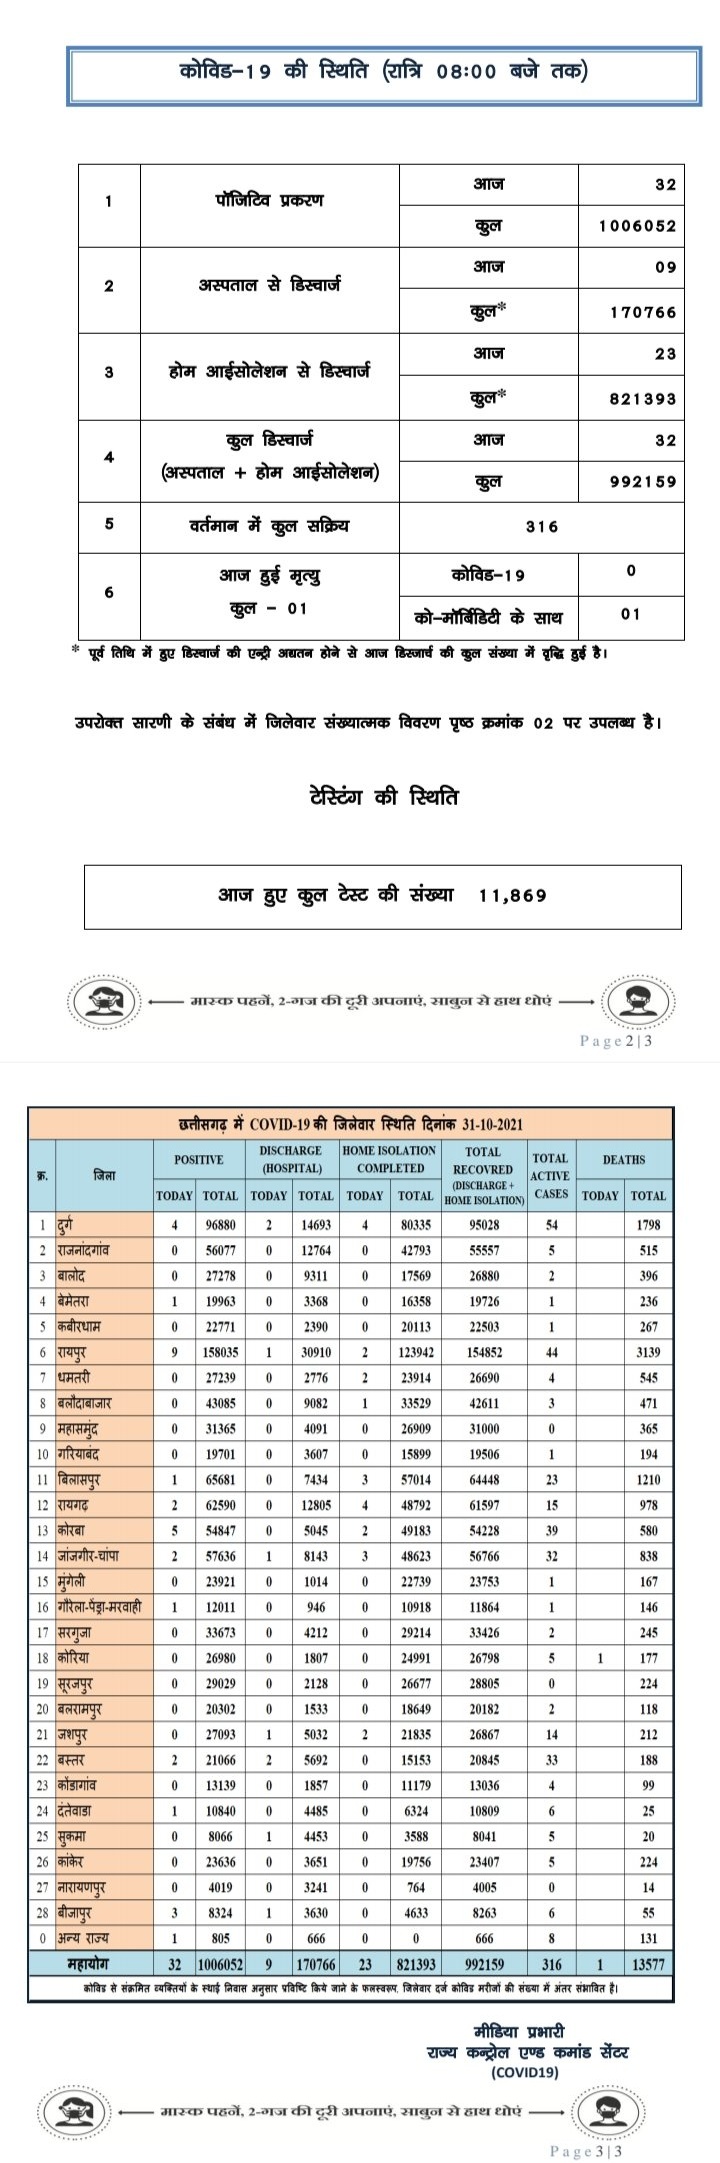 कोविड-19 की स्थिति (रात्रि 08:00 बजे तक)
1 पॉजिटिव प्रकरण आज 32
कुल 1006052
2 अस्पताल से डिस्चार्ज आज 09
कुल* 170766
3 होम आईसोलेशन से डिस्चार्ज आज 23
कुल* 821393
4 कुल डिस्चार्ज (अस्पताल + होम आईसोलेशन) आज 32
कुल 992159
5 वर्तमान में कुल सक्रिय 316
6 आज हुई मृत्यु कुल - 01 कोविड-19 0
को-मॉर्बिडिटी के साथ 01
* पूर्व तिथि में हुए डिस्चार्ज की एन्ट्री अद्यतन होने से आज डिस्जार्च की कुल संख्या में वृद्धि हुई है।
उपरोक्त सारणी के संबंध में जिलेवार संख्यात्मक विवरण पृष्ठ क्रमांक 02 पर उपलब्ध है।
टेस्टिंग की स्थिति
आज हुए कुल टेस्ट की संख्या 11,869
मास्क पहनें, 2-गज की दूरी अपनाएं, साबुन से हाथ धोएं
Page2|3
छत्तीसगढ़ में COVID-19 की जिलेवार स्थिति दिनांक 31-10-2021
क्र. जिला POSITIVE DISCHARGE (HOSPITAL) HOME ISOLATION COMPLETED TOTAL RECOVRED (DISCHARGE + HOME ISOLATION) TOTAL ACTIVE CASES DEATHS
TODAY TOTAL TODAY TOTAL TODAY TOTAL TODAY TOTAL
1 दुर्ग 4 96880 2 14693 4 80335 95028 54 1798
2 राजनांदगांव 0 56077 0 12764 0 42793 55557 5 515
3 बालोद 0 27278 0 9311 0 17569 26880 2 396
4 बेमेतरा 1 19963 0 3368 0 16358 19726 1 236
5 कबीरधाम 0 22771 0 2390 0 20113 22503 1 267
6 रायपुर 9 158035 1 30910 2 123942 154852 44 3139
7 धमतरी 0 27239 0 2776 2 23914 26690 4 545
8 बलौदाबाजार 0 43085 0 9082 1 33529 42611 3 471
9 महासमुंद 0 31365 0 4091 0 26909 31000 0 365
10 गरियाबंद 0 19701 0 3607 0 15899 19506 1 194
11 बिलासपुर 1 65681 0 7434 3 57014 64448 23 1210
12 रायगढ़ 2 62590 0 12805 4 48792 61597 15 978
13 कोरबा 5 54847 0 5045 2 49183 54228 39 580
14 जांजगीर-चांपा 2 57636 1 8143 3 48623 56766 32 838
15 मुंगेली 0 23921 0 1014 0 22739 23753 1 167
16 गौरेला-पेंड्रा-मरवाही 1 12011 0 946 0 10918 11864 1 146
17 सरगुजा 0 33673 0 4212 0 29214 33426 2 245
18 कोरिया 0 26980 0 1807 0 24991 26798 5 1 177
19 सूरजपुर 0 29029 0 2128 0 26677 28805 0 224
20 बलरामपुर 0 20302 0 1533 0 18649 20182 2 118
21 जशपुर 0 27093 1 5032 2 21835 26867 14 212
22 बस्तर 2 21066 2 5692 0 15153 20845 33 188
23 कोंडागांव 0 13139 0 1857 0 11179 13036 4 99
24 दंतेवाडा 1 10840 0 4485 0 6324 10809 6 25
25 सुकमा 0 8066 1 4453 0 3588 8041 5 20
26 कांकेर 0 23636 0 3651 0 19756 23407 5 224
27 नारायणपुर 0 4019 0 3241 0 764 4005 0 14
28 बीजापुर 3 8324 1 3630 0 4633 8263 6 55
0 अन्य राज्य 1 805 0 666 0 0 666 8 131
महायोग 32 1006052 9 170766 23 821393 992159 316 1 13577
कोविड से संक्रमित व्यक्तियों के स्थाई निवास अनुसार प्रविष्टि किये जाने के फलस्वरूप, जिलेवार दर्ज कोविड मरीजों की संख्या में अंतर संभावित है।
मीडिया प्रभारी
राज्य कन्ट्रोल एण्ड कमांड सेंटर
(COVID19)
मास्क पहनें, 2-गज की दूरी अपनाएं, साबुन से हाथ धोएं
Page3|3